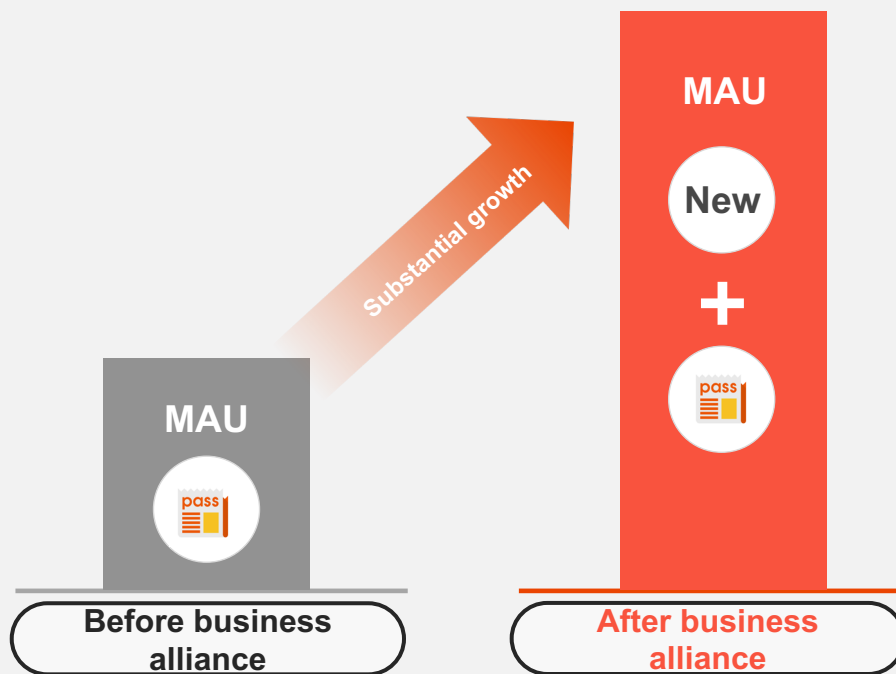 MAU
New
+
pass
Substantial growth
MAU
pass
Before business
alliance
After business
alliance